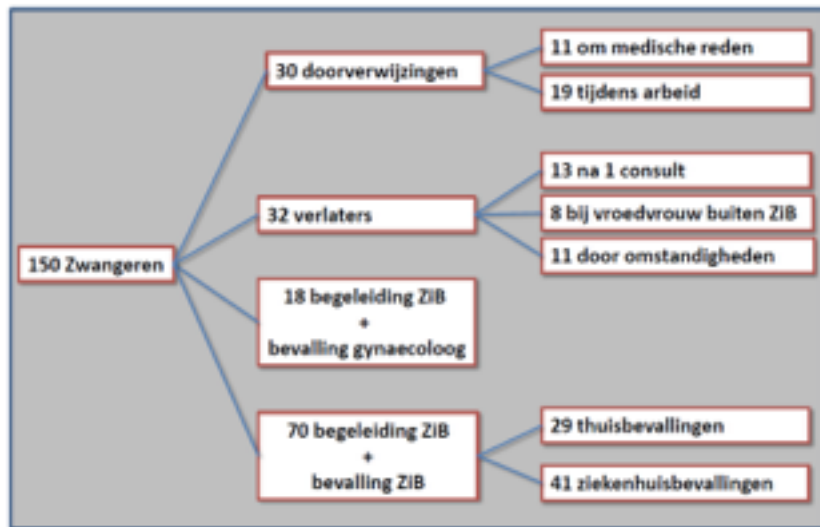 150 Zwangeren
30 doorverwijzingen
11 om medische reden
19 tijdens arbeid
32 verlaters
13 na 1 consult
8 bij vroedvrouw buiten ZiB
11 door omstandigheden
18 begeleiding ZiB
+
bevalling gynaecoloog
70 begeleiding ZiB
+
bevalling ZiB
29 thuisbevallingen
41 ziekenhuisbevallingen